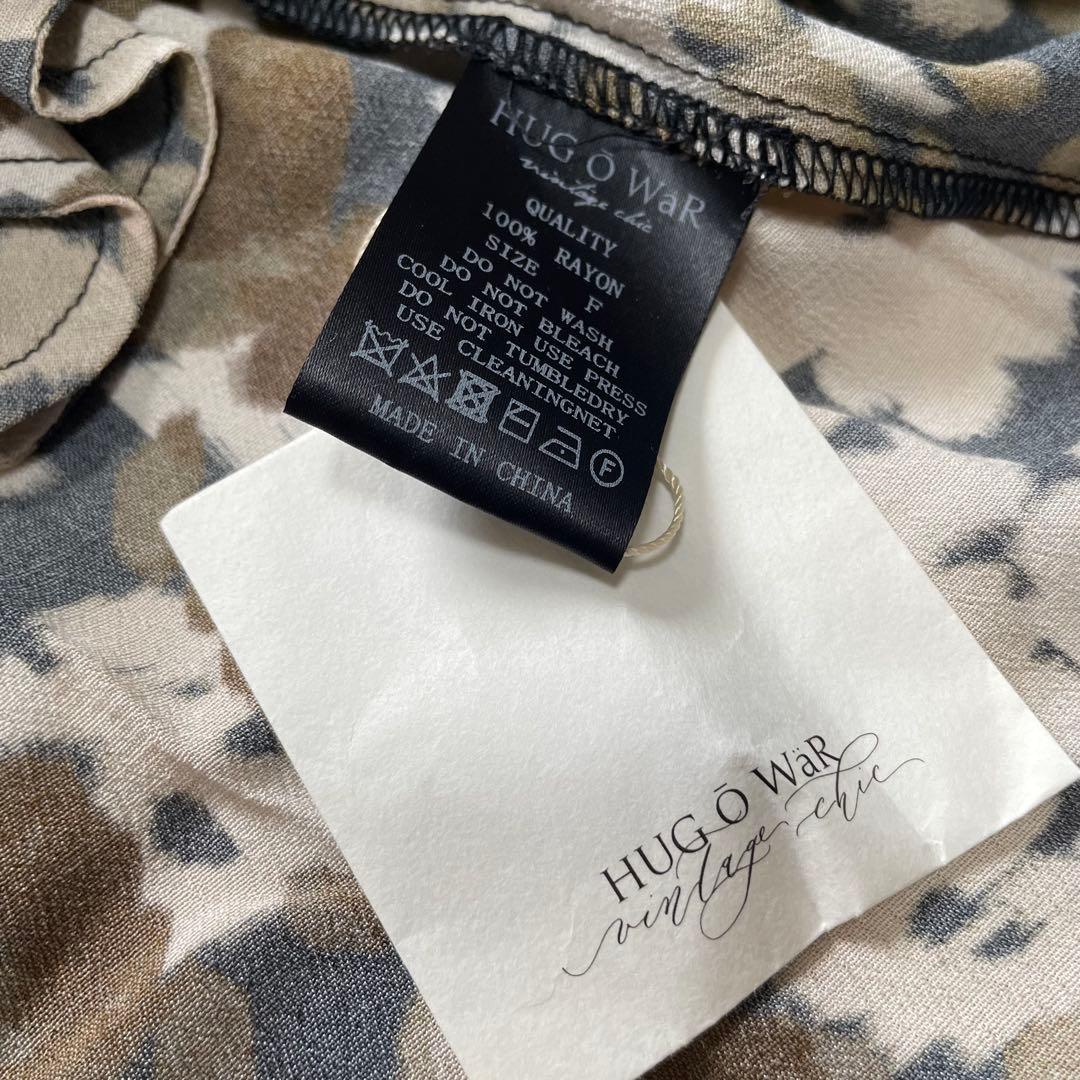 HUG Ō WaR
vintage chic
QUALITY
100% RAYON
SIZE F
DO NOT WASH
DO NOT BLEACH
COOL IRON USE PRESS
DO NOT TUMBLEDRY
USE CLEANINGNET
F
MADE IN CHINA
HUG Ō WäR
vintage chic